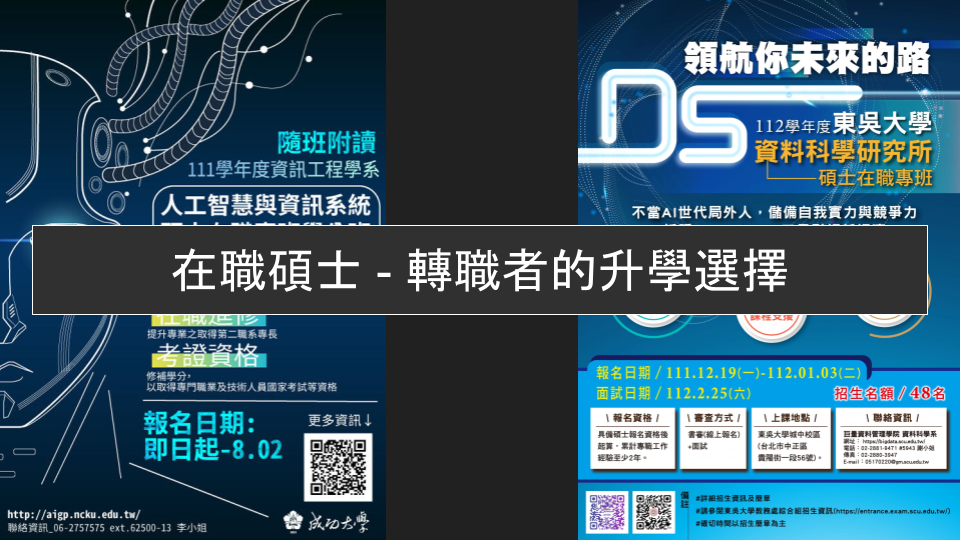 隨班附讀
111學年度資訊工程學系
人工智慧與資訊系統
在職碩士 - 轉職者的升學選擇
在職進修
提升專業之取得第二職系專長
考證資格
修補學分,
以取得專門職業及技術人員國家考試等資格
報名日期:
即日起-8.02
更多資訊↓
http://aigp.ncku.edu.tw/
聯絡資訊_06-2757575 ext.62500-13 李小姐
成功大學
領航你未來的路
DS
112學年度東吳大學
資料科學研究所
碩士在職專班
不當AI世代局外人,儲備自我實力與競爭力
課程支援
報名日期 / 111.12.19(一)-112.01.03(二)
面試日期 / 112.2.25(六)
招生名額 / 48名
\ 報名資格 /
具備碩士報名資格後
起算,累計專職工作
經驗至少2年。
\ 審查方式 /
書審(線上報名)
+面試
\ 上課地點 /
東吳大學城中校區
(台北市中正區
貴陽街一段56號)。
\ 聯絡資訊 /
巨量資料管理學院 資料科學系
網址: https://bigdata.scu.edu.tw/
電話:02-2881-9471 #5943 謝小姐
傳真:02-2880-3947
E-mail:05170220@gm.scu.edu.tw
備註
#詳細招生資訊及簡章
#請參閱東吳大學教務處綜合組招生資訊(https://entrance.exam.scu.edu.tw/)
#確切時間以招生簡章為主